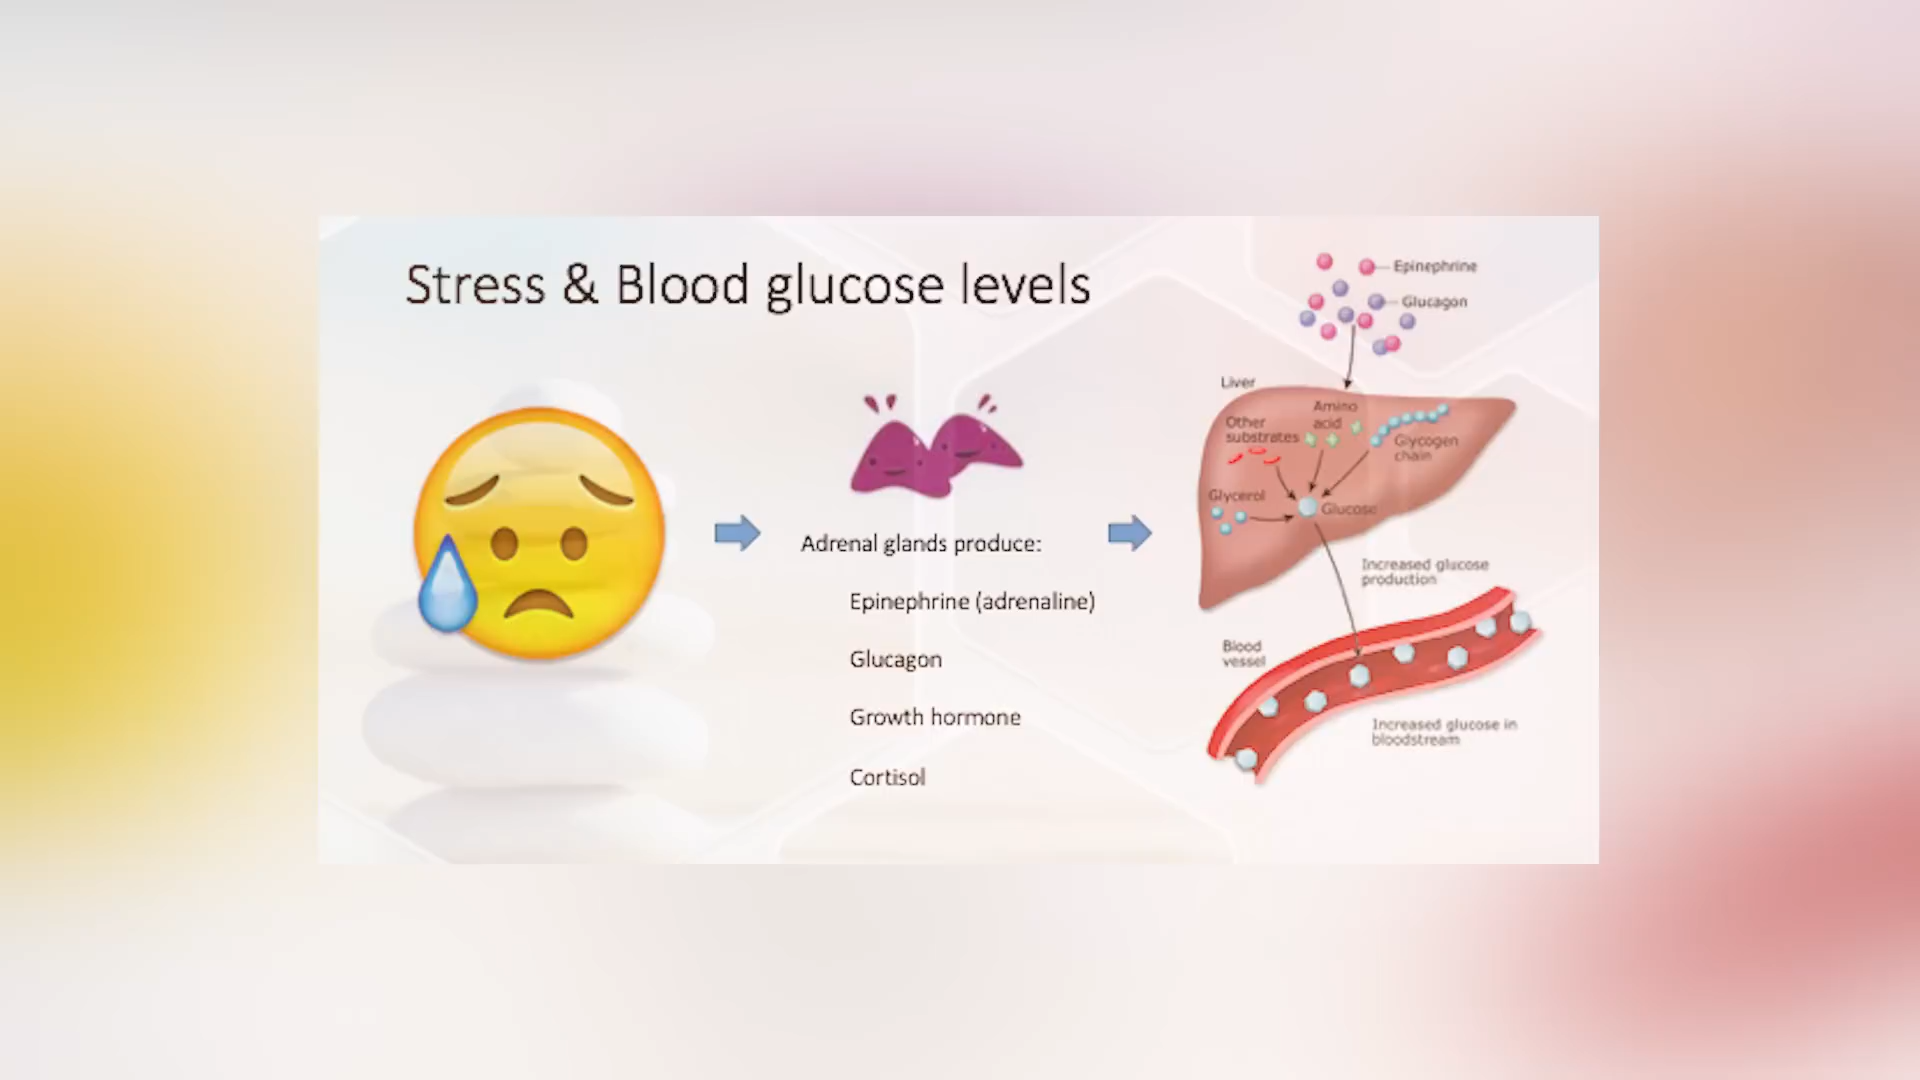 Stress & Blood glucose levels
Adrenal glands produce:
Epinephrine (adrenaline)
Glucagon
Growth hormone
Cortisol
Epinephrine
Glucagon
Liver
Other
substrates
Amino
acid
Glycogen
chain
Glycerol
Glucose
Increased glucose
production
Blood
vessel
Increased glucose in
bloodstream